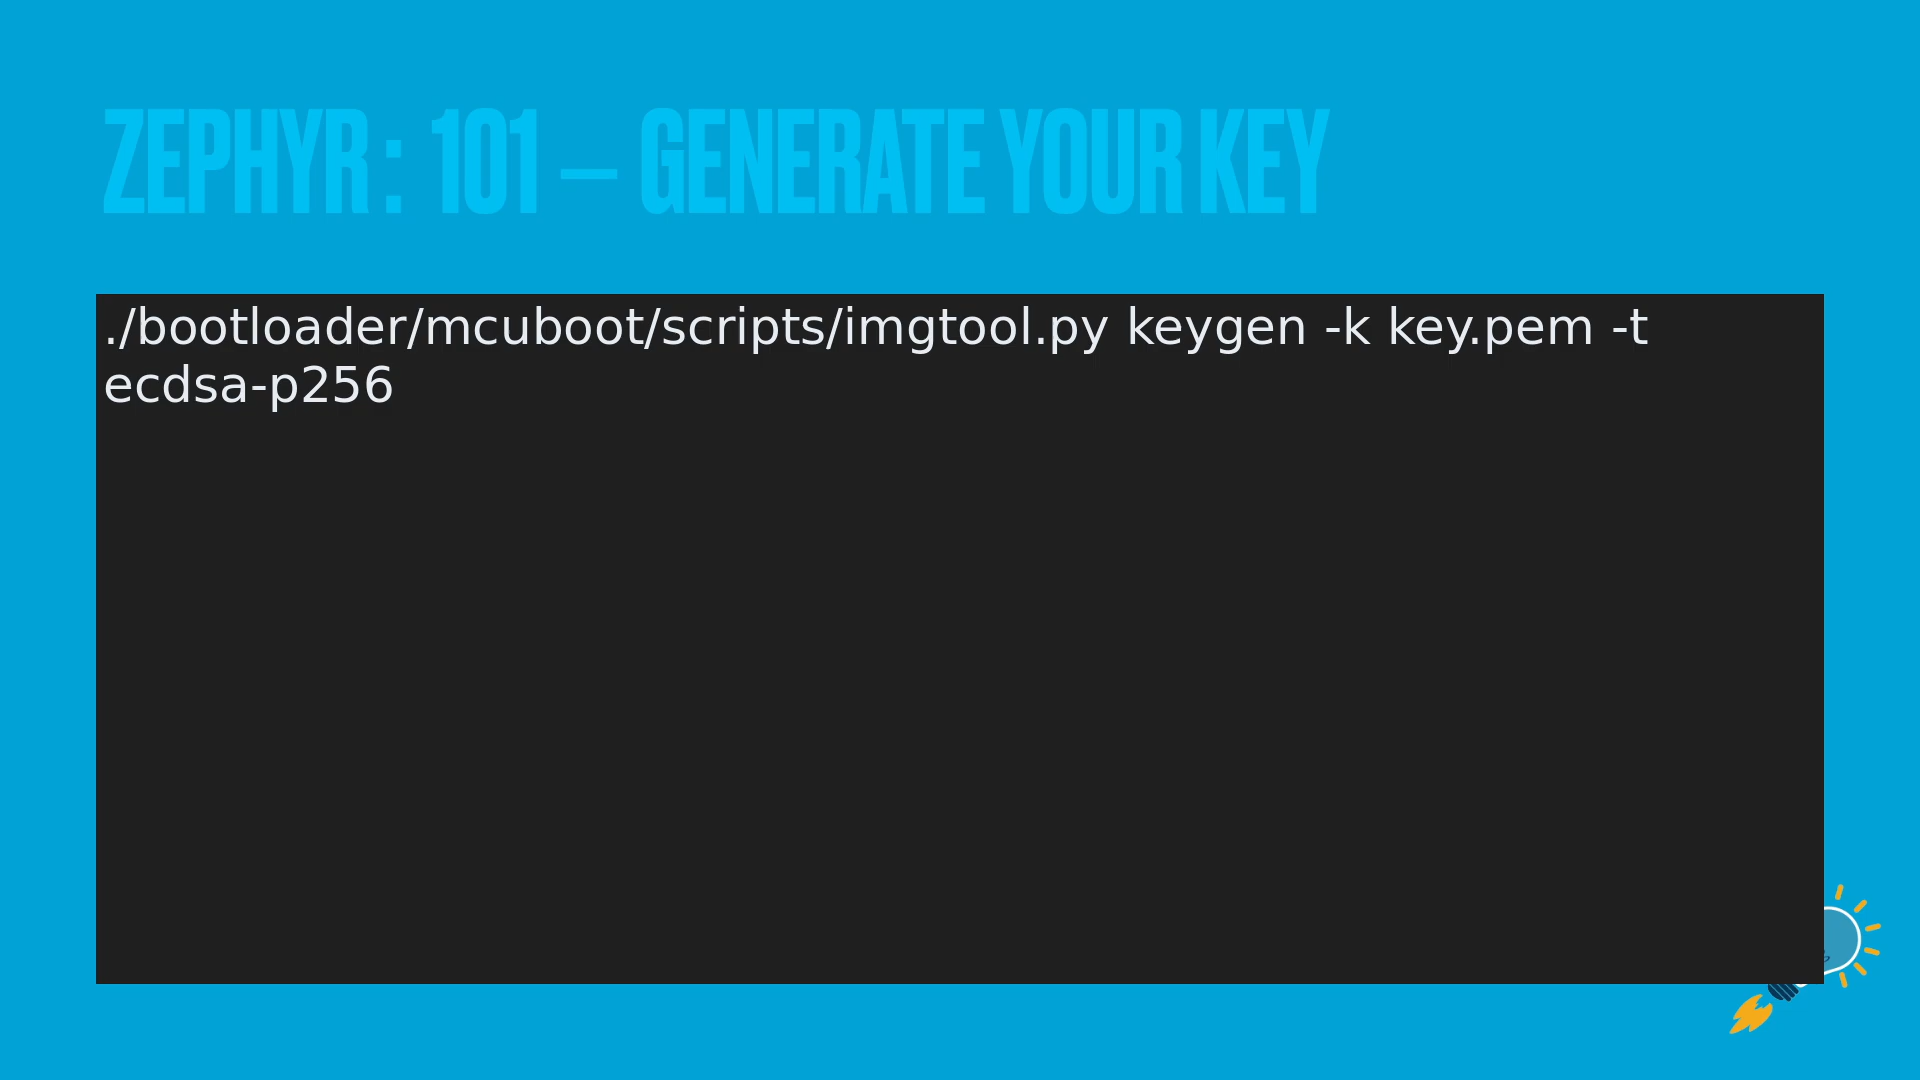 ZEPHYR : 101 – GENERATE YOUR KEY
./bootloader/mcuboot/scripts/imgtool.py keygen -k key.pem -t
ecdsa-p256